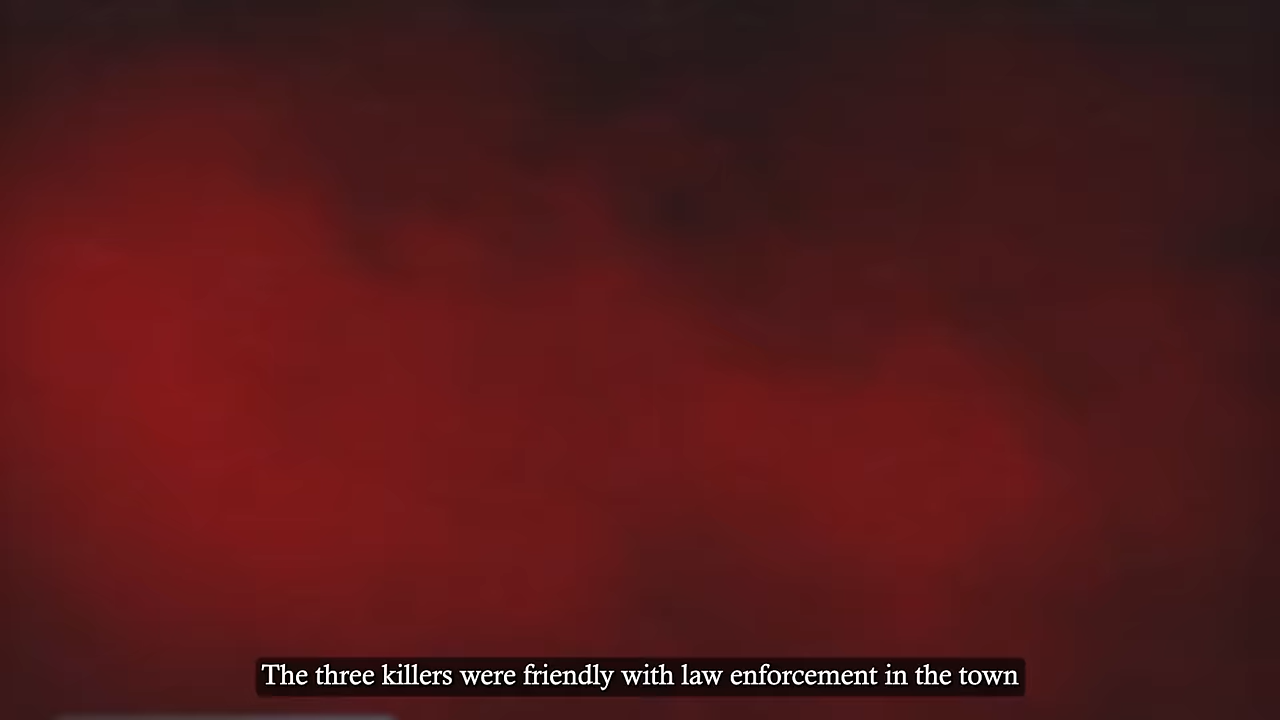 The three killers were friendly with law enforcement in the town